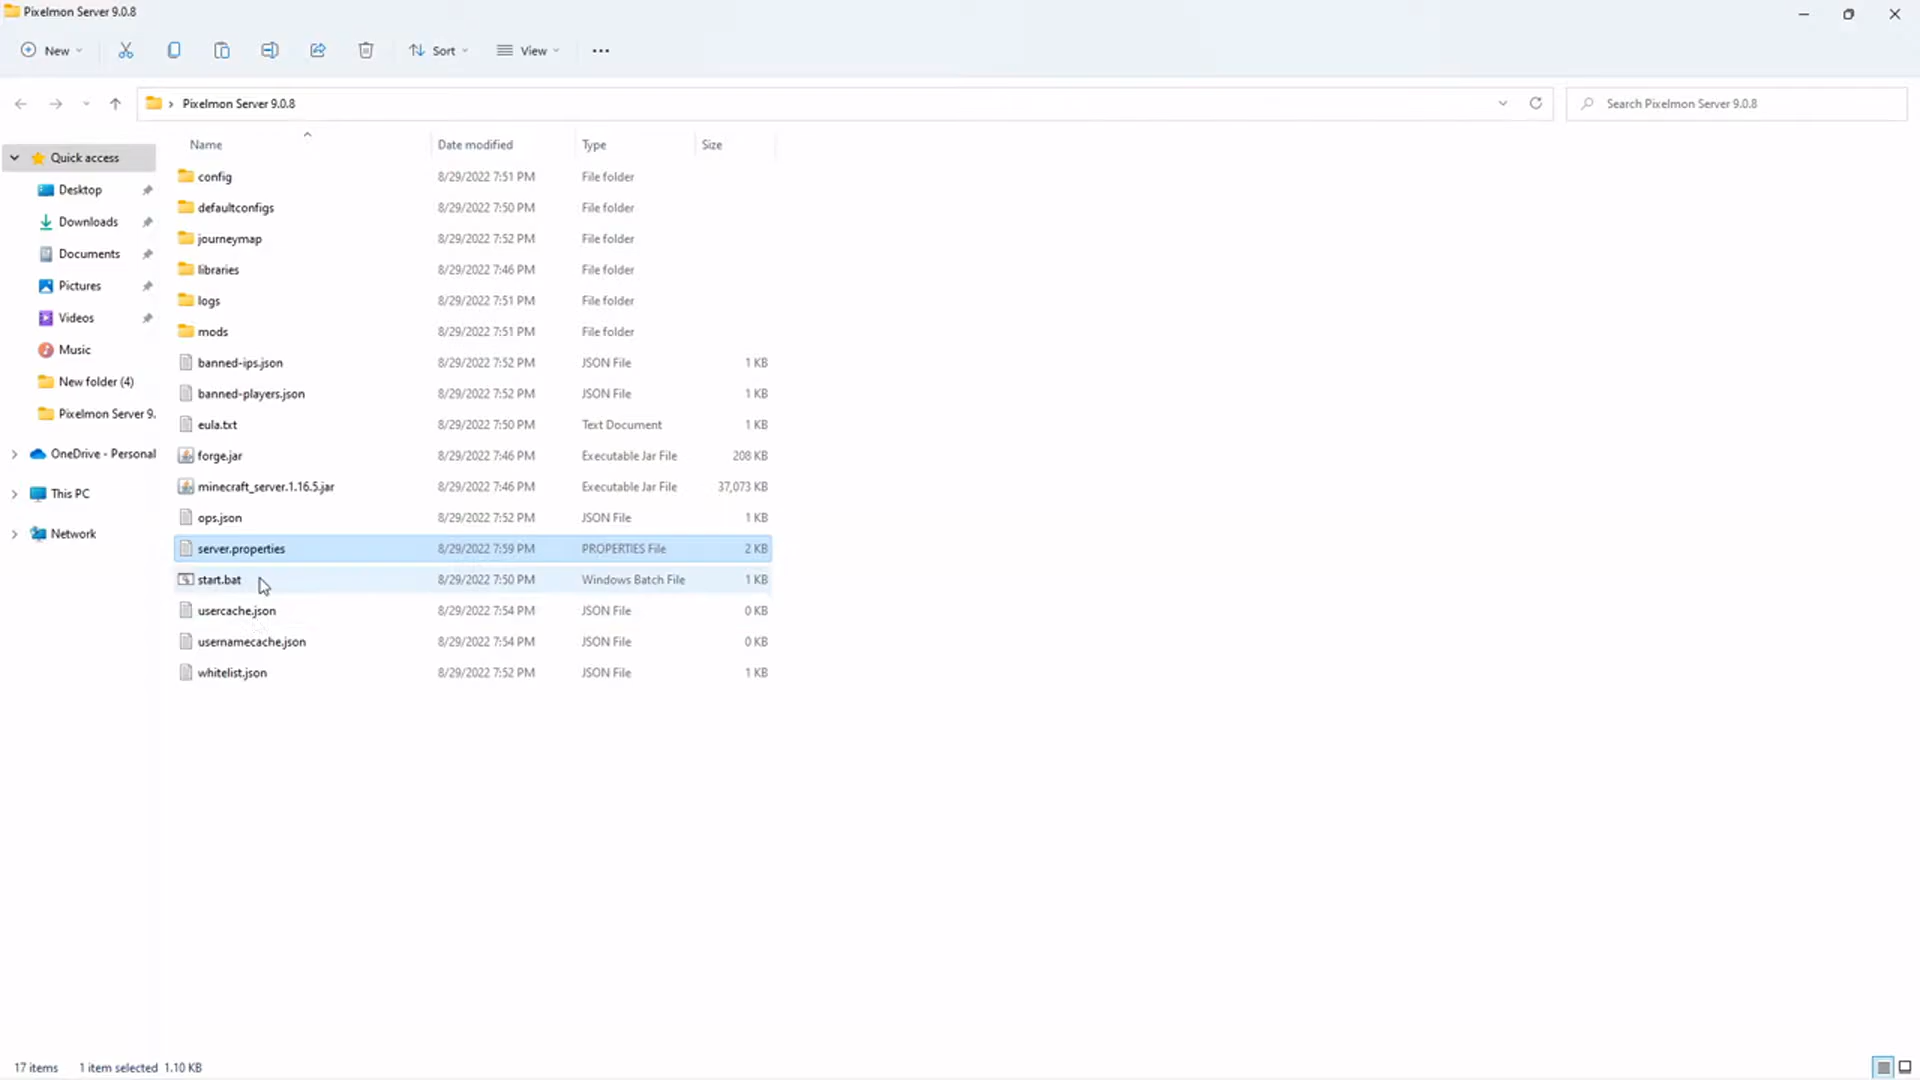 Pixelmon Server 9.0.8
New
Sort
View
Pixelmon Server 9.0.8
Search Pixelmon Server 9.0.8
Quick access
Desktop
Downloads
Documents
Pictures
Videos
Music
New folder (4)
Pixelmon Server 9.
OneDrive - Personal
This PC
Network
Name Date modified Type Size
config 8/29/2022 7:51 PM File folder
defaultconfigs 8/29/2022 7:50 PM File folder
journeymap 8/29/2022 7:52 PM File folder
libraries 8/29/2022 7:46 PM File folder
logs 8/29/2022 7:51 PM File folder
mods 8/29/2022 7:51 PM File folder
banned-ips.json 8/29/2022 7:52 PM JSON File 1 KB
banned-players.json 8/29/2022 7:52 PM JSON File 1 KB
eula.txt 8/29/2022 7:50 PM Text Document 1 KB
forge.jar 8/29/2022 7:46 PM Executable Jar File 208 KB
minecraft_server.1.16.5.jar 8/29/2022 7:46 PM Executable Jar File 37,073 KB
ops.json 8/29/2022 7:52 PM JSON File 1 KB
server.properties 8/29/2022 7:59 PM PROPERTIES File 2 KB
start.bat 8/29/2022 7:50 PM Windows Batch File 1 KB
usercache.json 8/29/2022 7:54 PM JSON File 0 KB
usernamecache.json 8/29/2022 7:54 PM JSON File 0 KB
whitelist.json 8/29/2022 7:52 PM JSON File 1 KB
17 items 1 item selected 1.10 KB